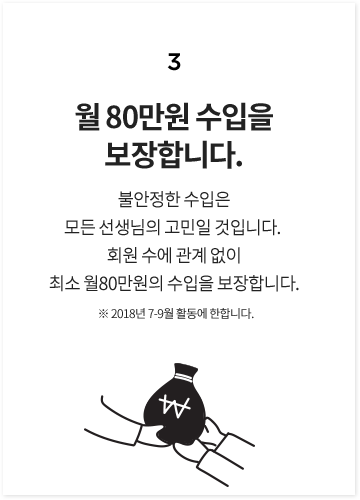 3
월 80만원 수입을
보장합니다.
불안정한 수입은
모든 선생님의 고민일 것입니다.
회원 수에 관계 없이
최소 월80만원의 수입을 보장합니다.
※ 2018년 7-9월 활동에 한합니다.
₩